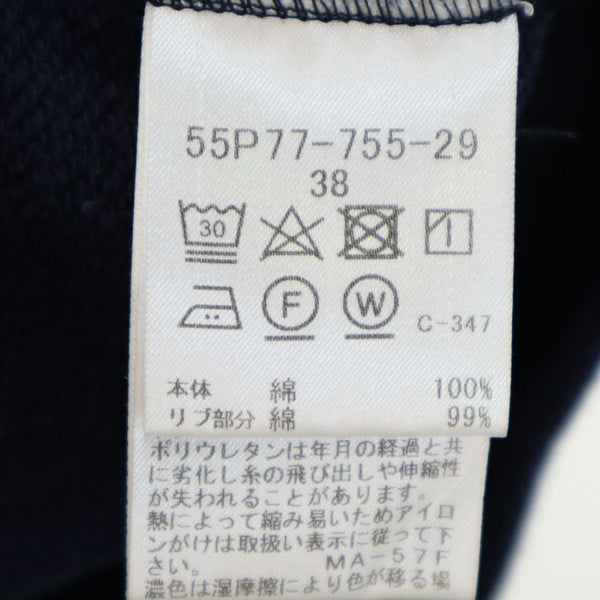 55P77-755-29
38
30
F W C-347
本体 綿 100%
リブ部分 綿 99%
ポリウレタンは年月の経過と共
に劣化し糸の飛び出しや伸縮性
が失われることがあります。
熱によって縮み易いためアイロ
ンがけは取扱い表示に従って下
MA-57F
濃色は湿摩擦により色が移る場